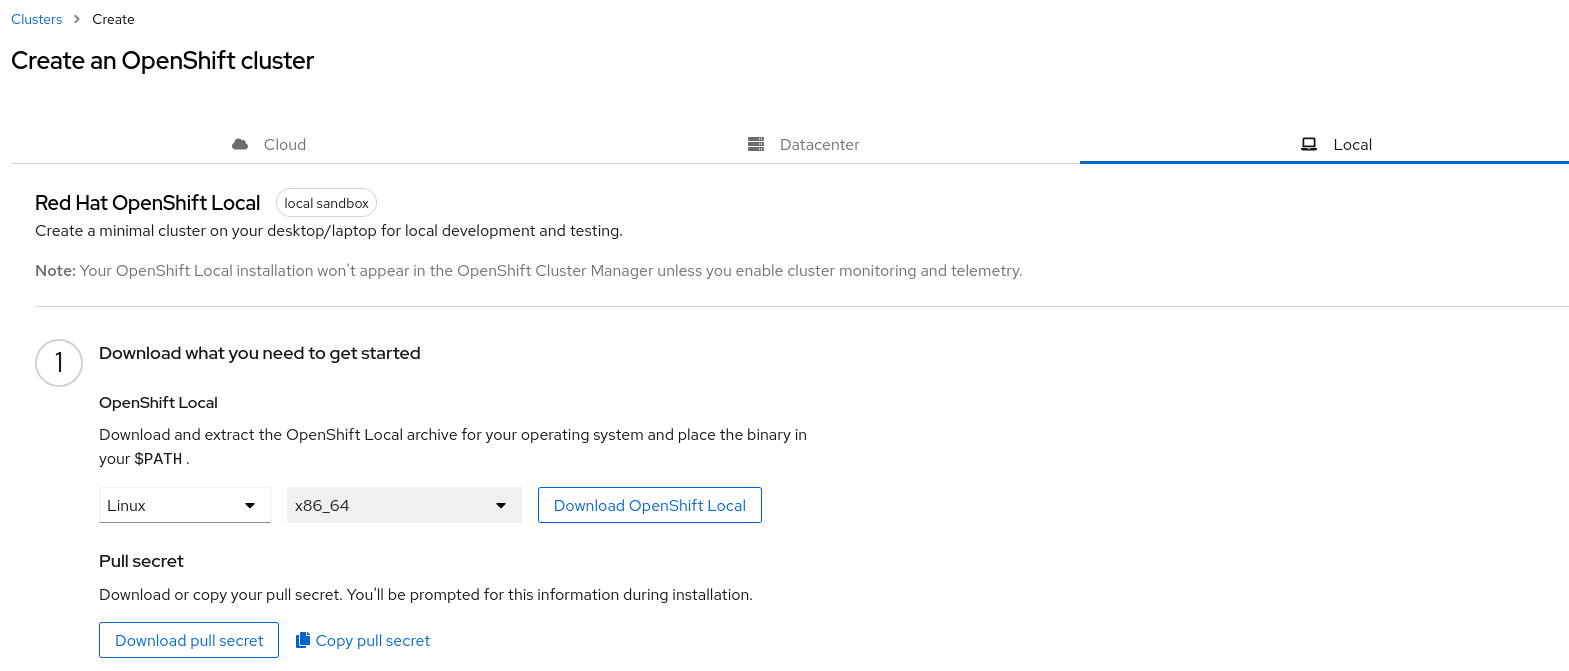 Clusters > Create
Create an OpenShift cluster
Cloud
Datacenter
Local
Red Hat OpenShift Local local sandbox
Create a minimal cluster on your desktop/laptop for local development and testing.
Note: Your OpenShift Local installation won't appear in the OpenShift Cluster Manager unless you enable cluster monitoring and telemetry.
1 Download what you need to get started
OpenShift Local
Download and extract the OpenShift Local archive for your operating system and place the binary in
your $PATH .
Linux x86_64 Download OpenShift Local
Pull secret
Download or copy your pull secret. You'll be prompted for this information during installation.
Download pull secret Copy pull secret